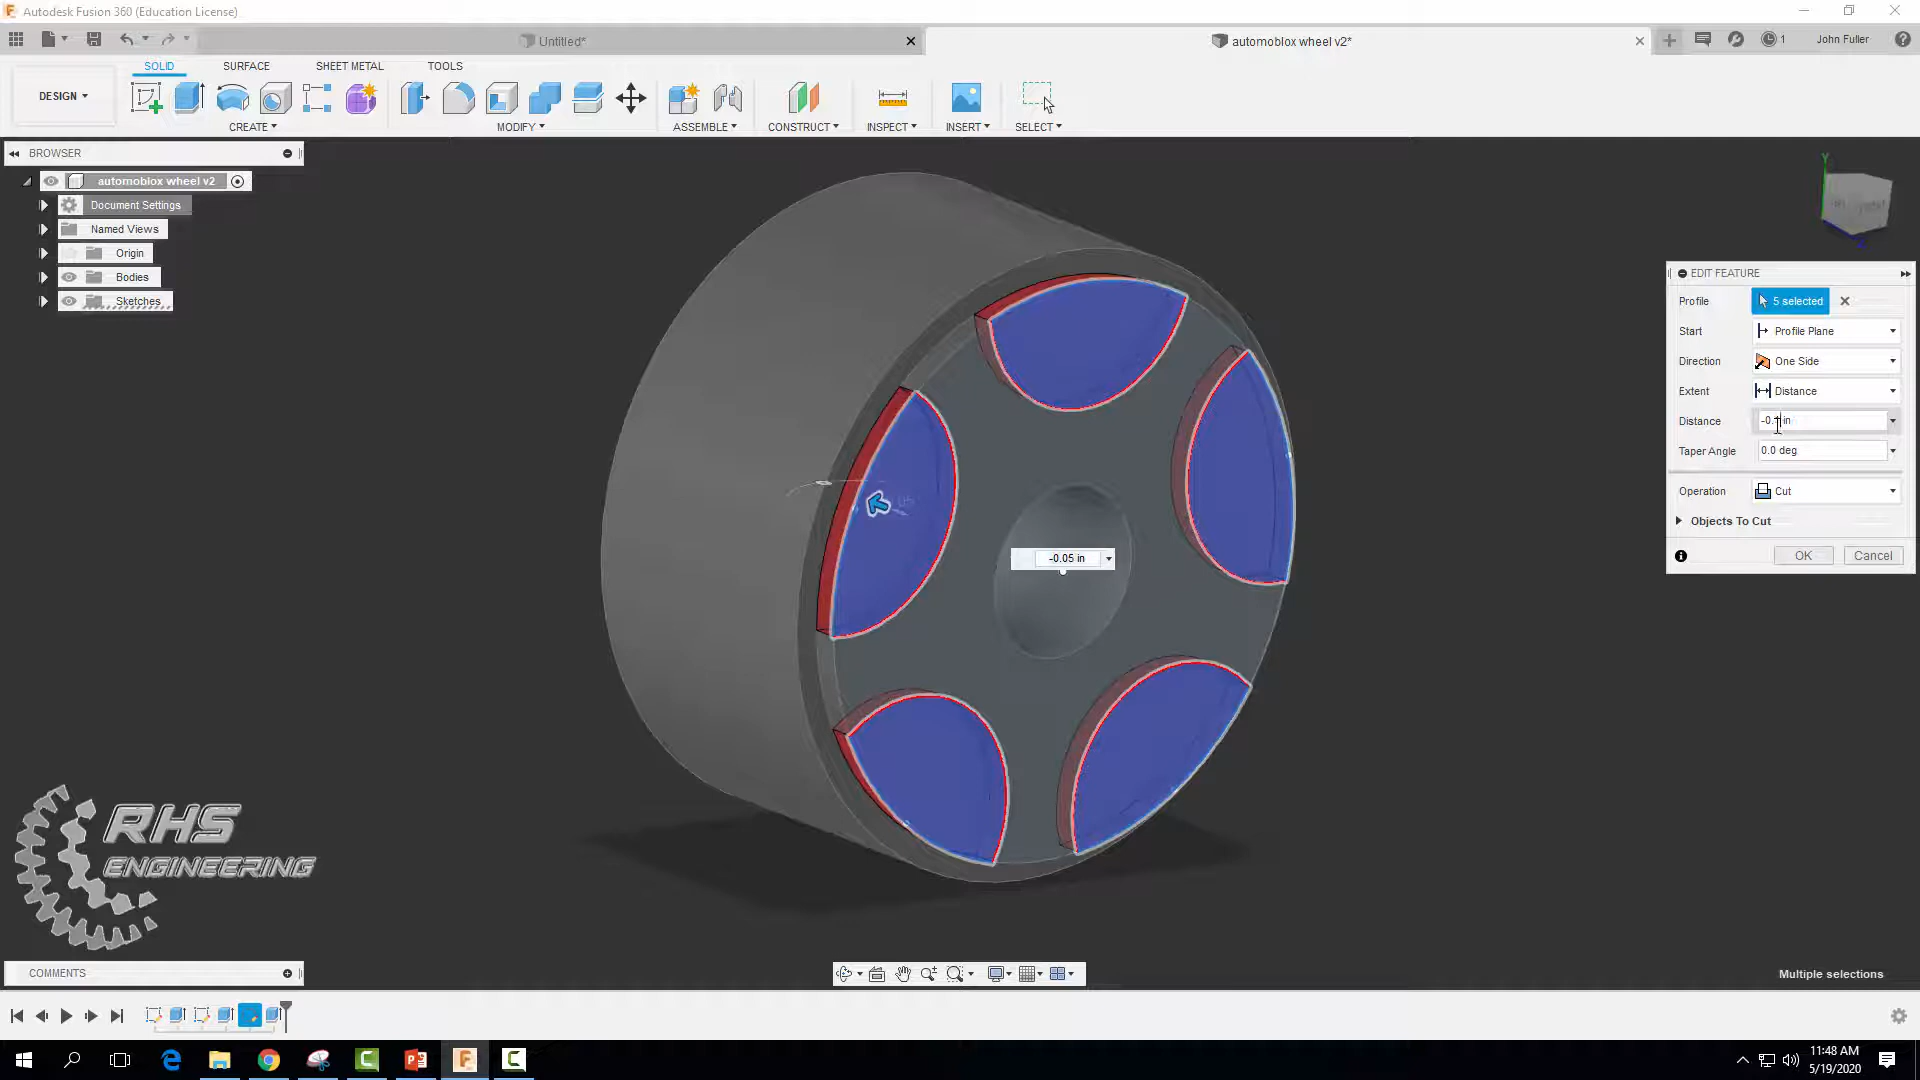 Autodesk Fusion 360 (Education License)
Untitled*
automoblox wheel v2*
1
John Fuller
SOLID
SURFACE
SHEET METAL
TOOLS
DESIGN
CREATE
MODIFY
ASSEMBLE
CONSTRUCT
INSPECT
INSERT
SELECT
BROWSER
automoblox wheel v2
Document Settings
Named Views
Origin
Bodies
Sketches
Y
Z
EDIT FEATURE
Profile
5 selected
Start
Profile Plane
Direction
One Side
Extent
Distance
Distance
in
Taper Angle
0.0 deg
Operation
Cut
Objects To Cut
OK
Cancel
-0.05 in
RHS
ENGINEERING
COMMENTS
Multiple selections
11:48 AM
5/19/2020